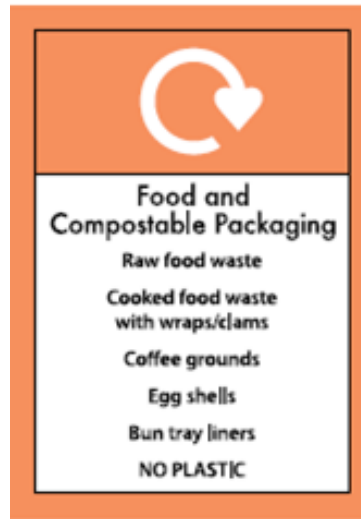 Food and
Compostable Packaging
Raw food waste
Cooked food waste
with wraps/clams
Coffee grounds
Egg shells
Bun tray liners
NO PLASTIC